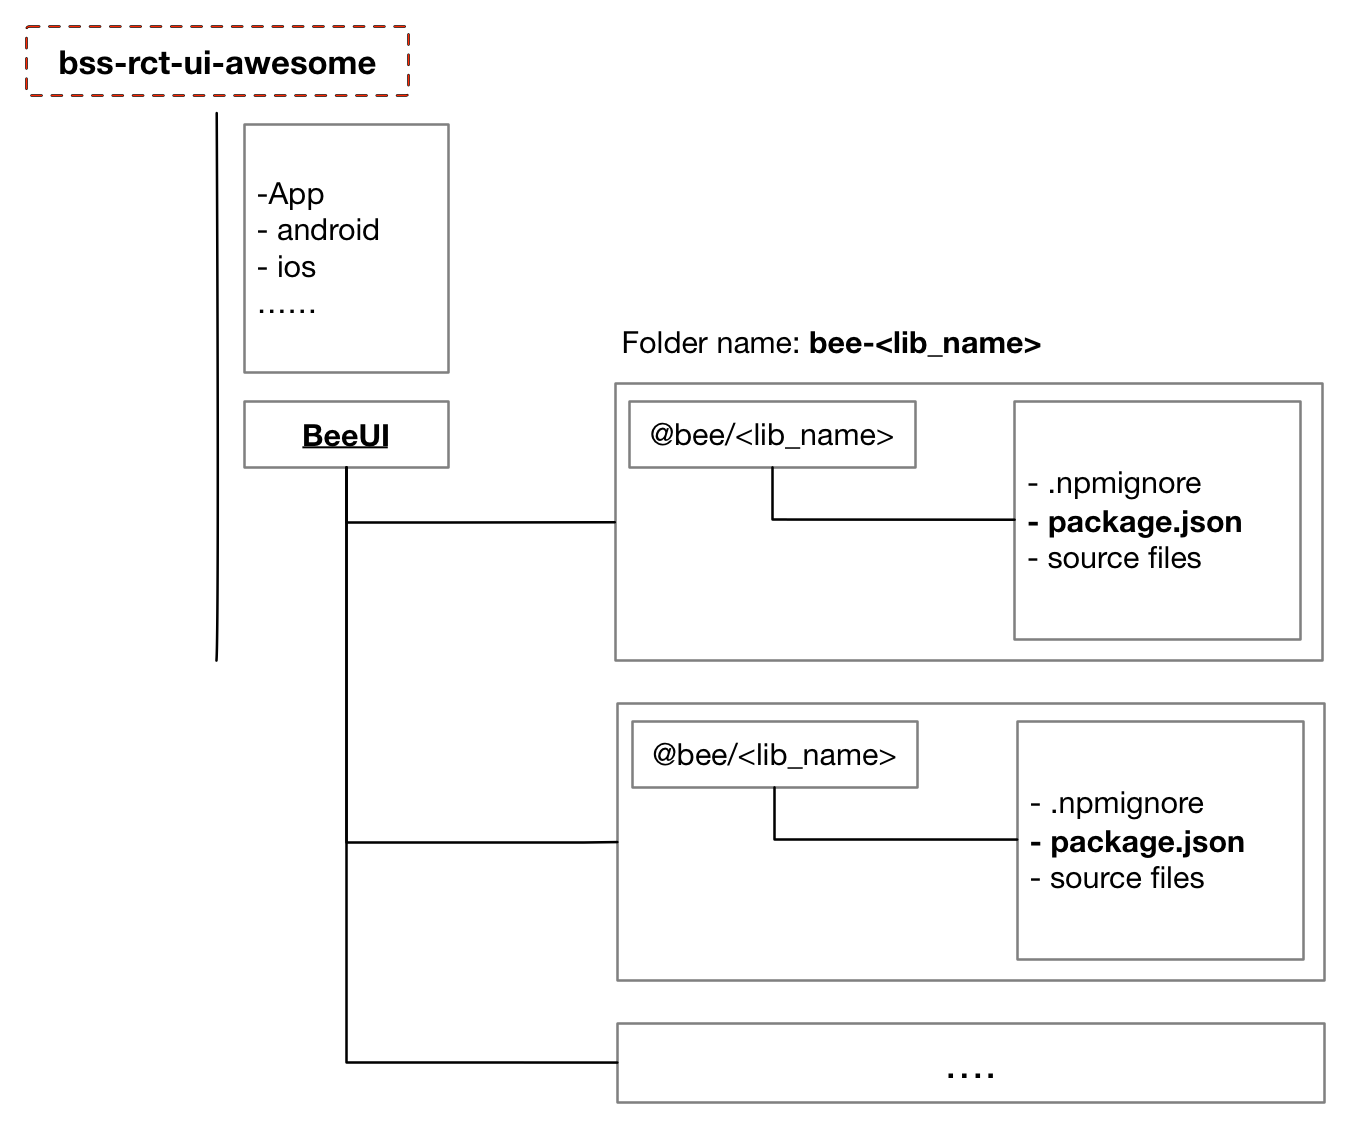 bss-rct-ui-awesome
-App
- android
- ios
......
Folder name: bee-<lib_name>
BeeUI
@bee/<lib_name>
- .npmignore
- package.json
- source files
@bee/<lib_name>
- .npmignore
- package.json
- source files
....